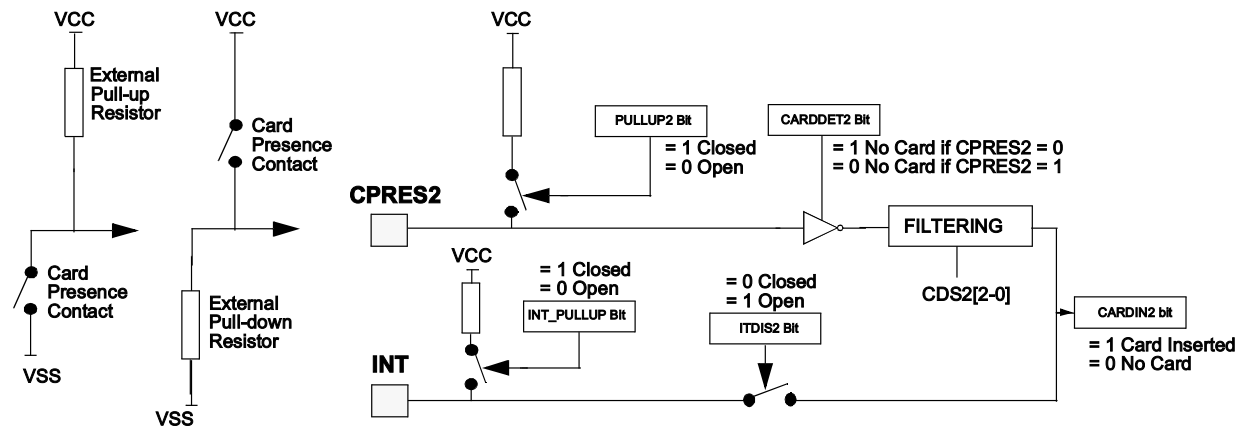 VCC
External
Pull-up
Resistor
Card
Presence
Contact
VSS
VCC
Card
Presence
Contact
External
Pull-down
Resistor
VSS
VCC
PULLUP2 Bit
= 1 Closed
= 0 Open
CARDDET2 Bit
= 1 No Card if CPRES2 = 0
= 0 No Card if CPRES2 = 1
CPRES2
FILTERING
CDS2[2-0]
VCC
= 1 Closed
= 0 Open
INT_PULLUP Bit
= 0 Closed
= 1 Open
ITDIS2 Bit
INT
CARDIN2 bit
= 1 Card Inserted
= 0 No Card